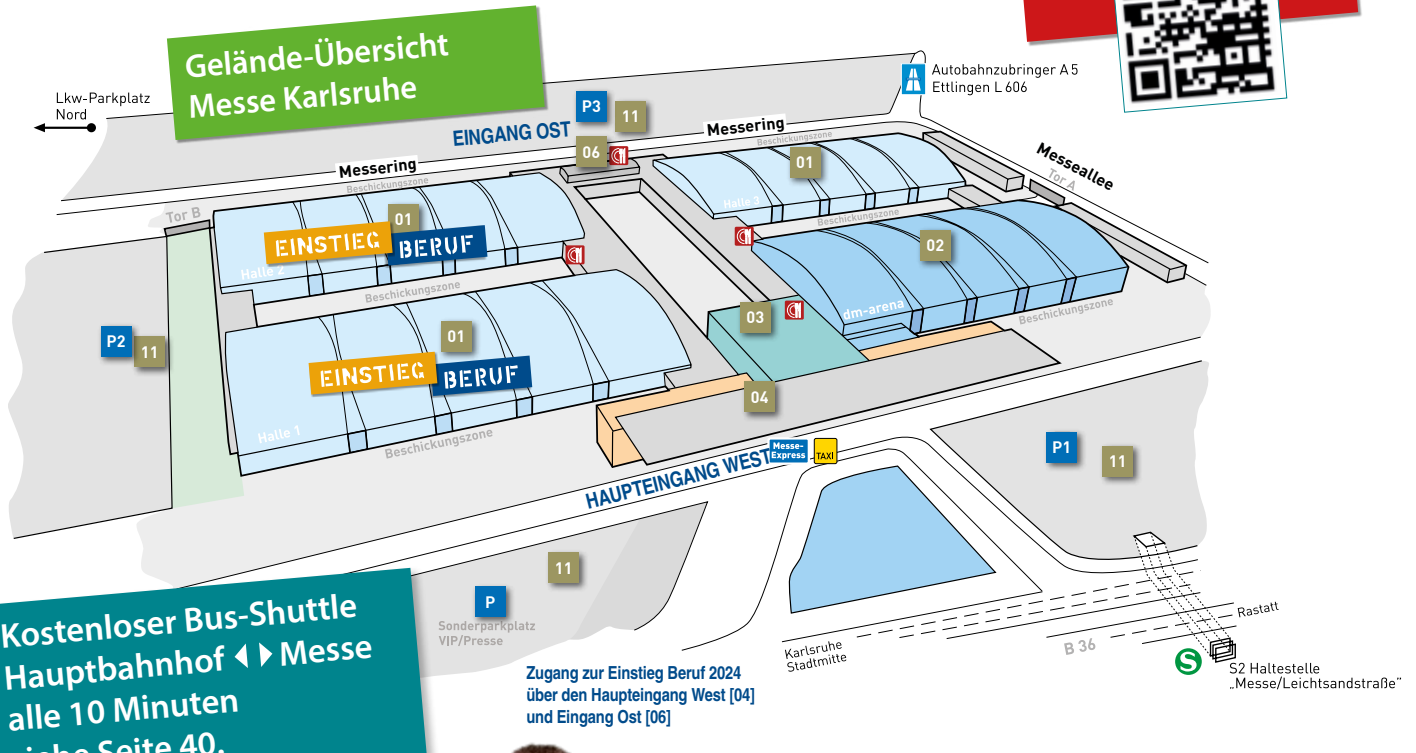 Gelände-Übersicht
Messe Karlsruhe
Lkw-Parkplatz
Nord
P3
11
EINGANG OST
06
Autobahnzubringer A 5
Ettlingen L 606
Messering
Beschickungszone
01
Halle 3
Beschickungszone
Messeallee
Tor A
Messering
Beschickungszone
Tor B
01
EINSTIEG BERUF
Halle 2
Beschickungszone
02
dm-arena
Beschickungszone
03
P2
11
01
EINSTIEG BERUF
Halle 1
Beschickungszone
04
HAUPTEINGANG WEST
Messe-
Express
TAXI
P1
11
11
P
Sonderparkplatz
VIP/Presse
Karlsruhe
Stadtmitte
B 36
Rastatt
S
S2 Haltestelle
„Messe/Leichtsandstraße”
Kostenloser Bus-Shuttle
Hauptbahnhof Messe
alle 10 Minuten
siehe Seite 40.
Zugang zur Einstieg Beruf 2024
über den Haupteingang West [04]
und Eingang Ost [06]